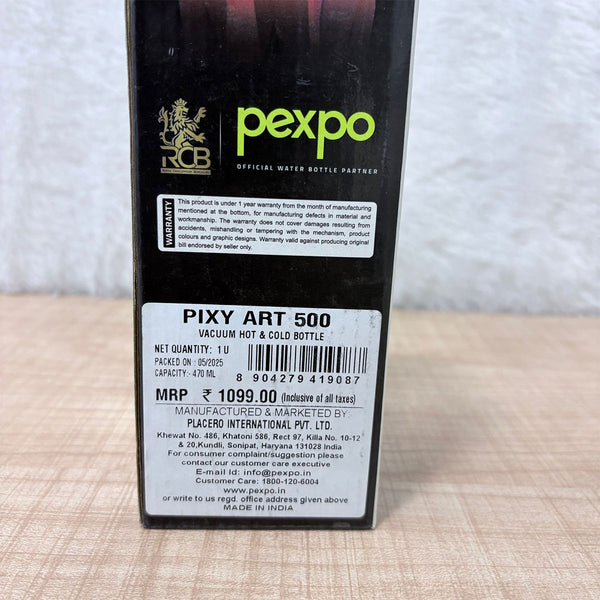 RCB
pexpo
OFFICIAL WATER BOTTLE PARTNER
WARRANTY
This product is under 1 year warranty from the month of manufacturing
mentioned at the bottom, for manufacturing defects in material and
workmanship. The warranty does not cover damages resulting from
accidents, mishandling or tampering with the mechanism, product
colours and graphic designs. Warranty valid against producing original
bill endorsed by seller only.
PIXY ART 500
VACUUM HOT & COLD BOTTLE
NET QUANTITY: 1 U
PACKED ON : 05/2025
CAPACITY:- 470 ML
8 904279 419087
MRP ₹ 1099.00 (Inclusive of all taxes)
MANUFACTURED & MARKETED BY:
PLACERO INTERNATIONAL PVT. LTD.
Khewat No. 486, Khatoni 586, Rect 97, Killa No. 10-12
& 20,Kundli, Sonipat, Haryana 131028 India
For consumer complaint/suggestion please
contact our customer care executive
E-mail Id: info@pexpo.in
Customer Care: 1800-120-6004
www.pexpo.in
or write to us regd. office address given above
MADE IN INDIA